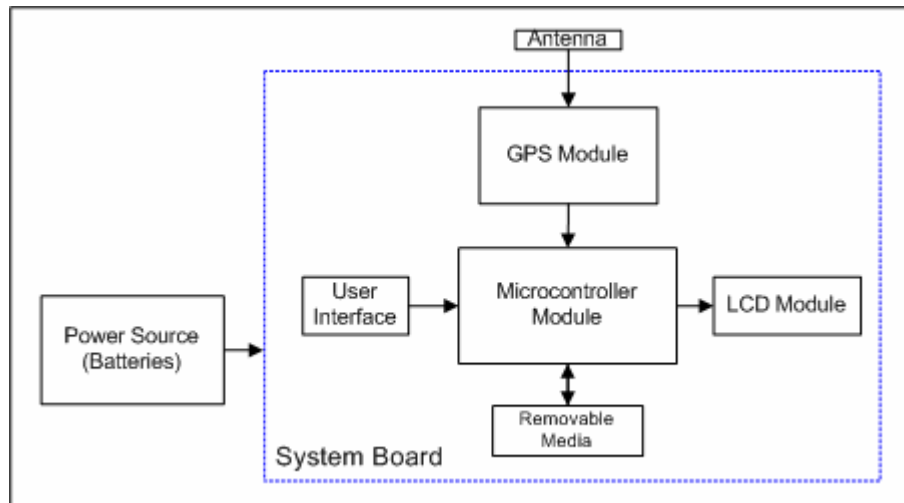 Antenna
GPS Module
User
Interface
Microcontroller
Module
LCD Module
Power Source
(Batteries)
Removable
Media
System Board